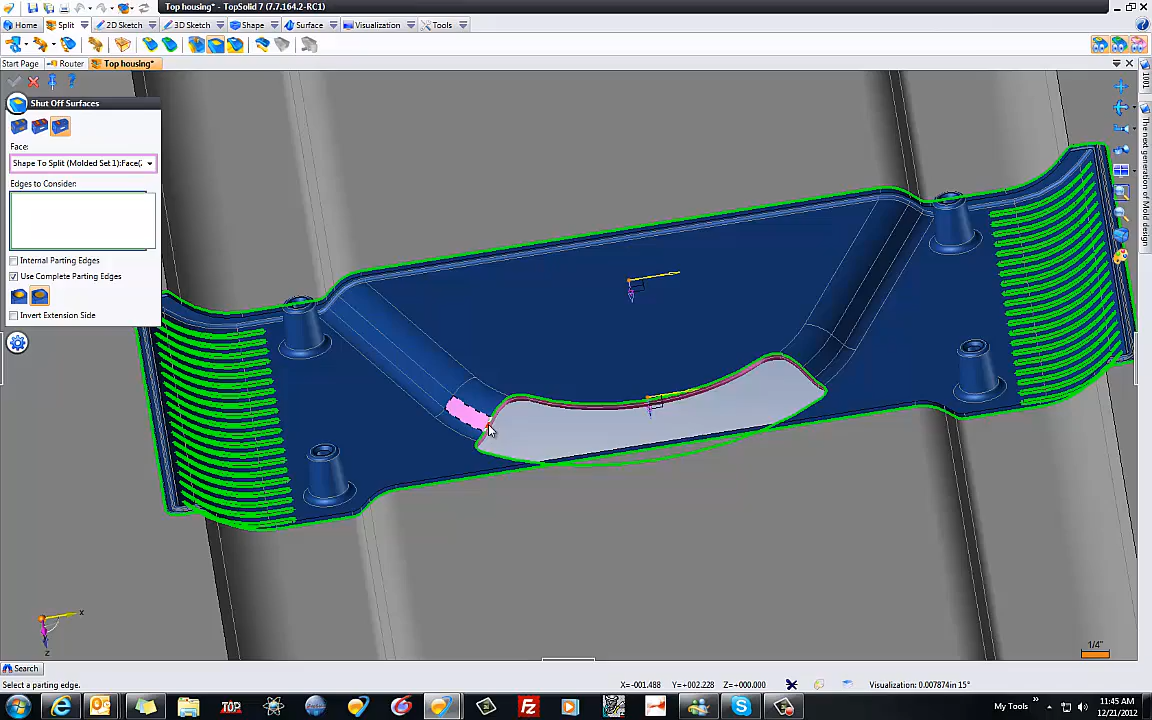 Top housing* - TopSolid 7 (7.7.164.2-RC1)
Home Split 2D Sketch 3D Sketch Shape Surface Visualization Tools
Start Page Router Top housing*
Shut Off Surfaces
Face:
Shape To Split (Molded Set 1):Face(
Edges to Consider:
Internal Parting Edges
Use Complete Parting Edges
Invert Extension Side
1001
The next generation of Mold design
X
Z
1/4"
Search
Select a parting edge.
X=-001.488 Y=+002.228 Z=+000.000 Visualization: 0.007874in 15°
TOP
My Tools
11:45 AM
12/21/2012